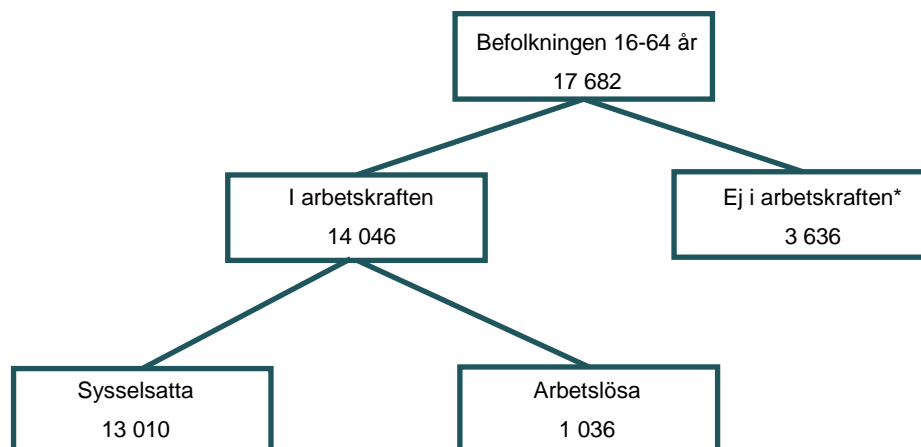 Befolkningen 16-64 år
17 682
I arbetskraften
14 046
Ej i arbetskraften*
3 636
Sysselsatta
13 010
Arbetslösa
1 036